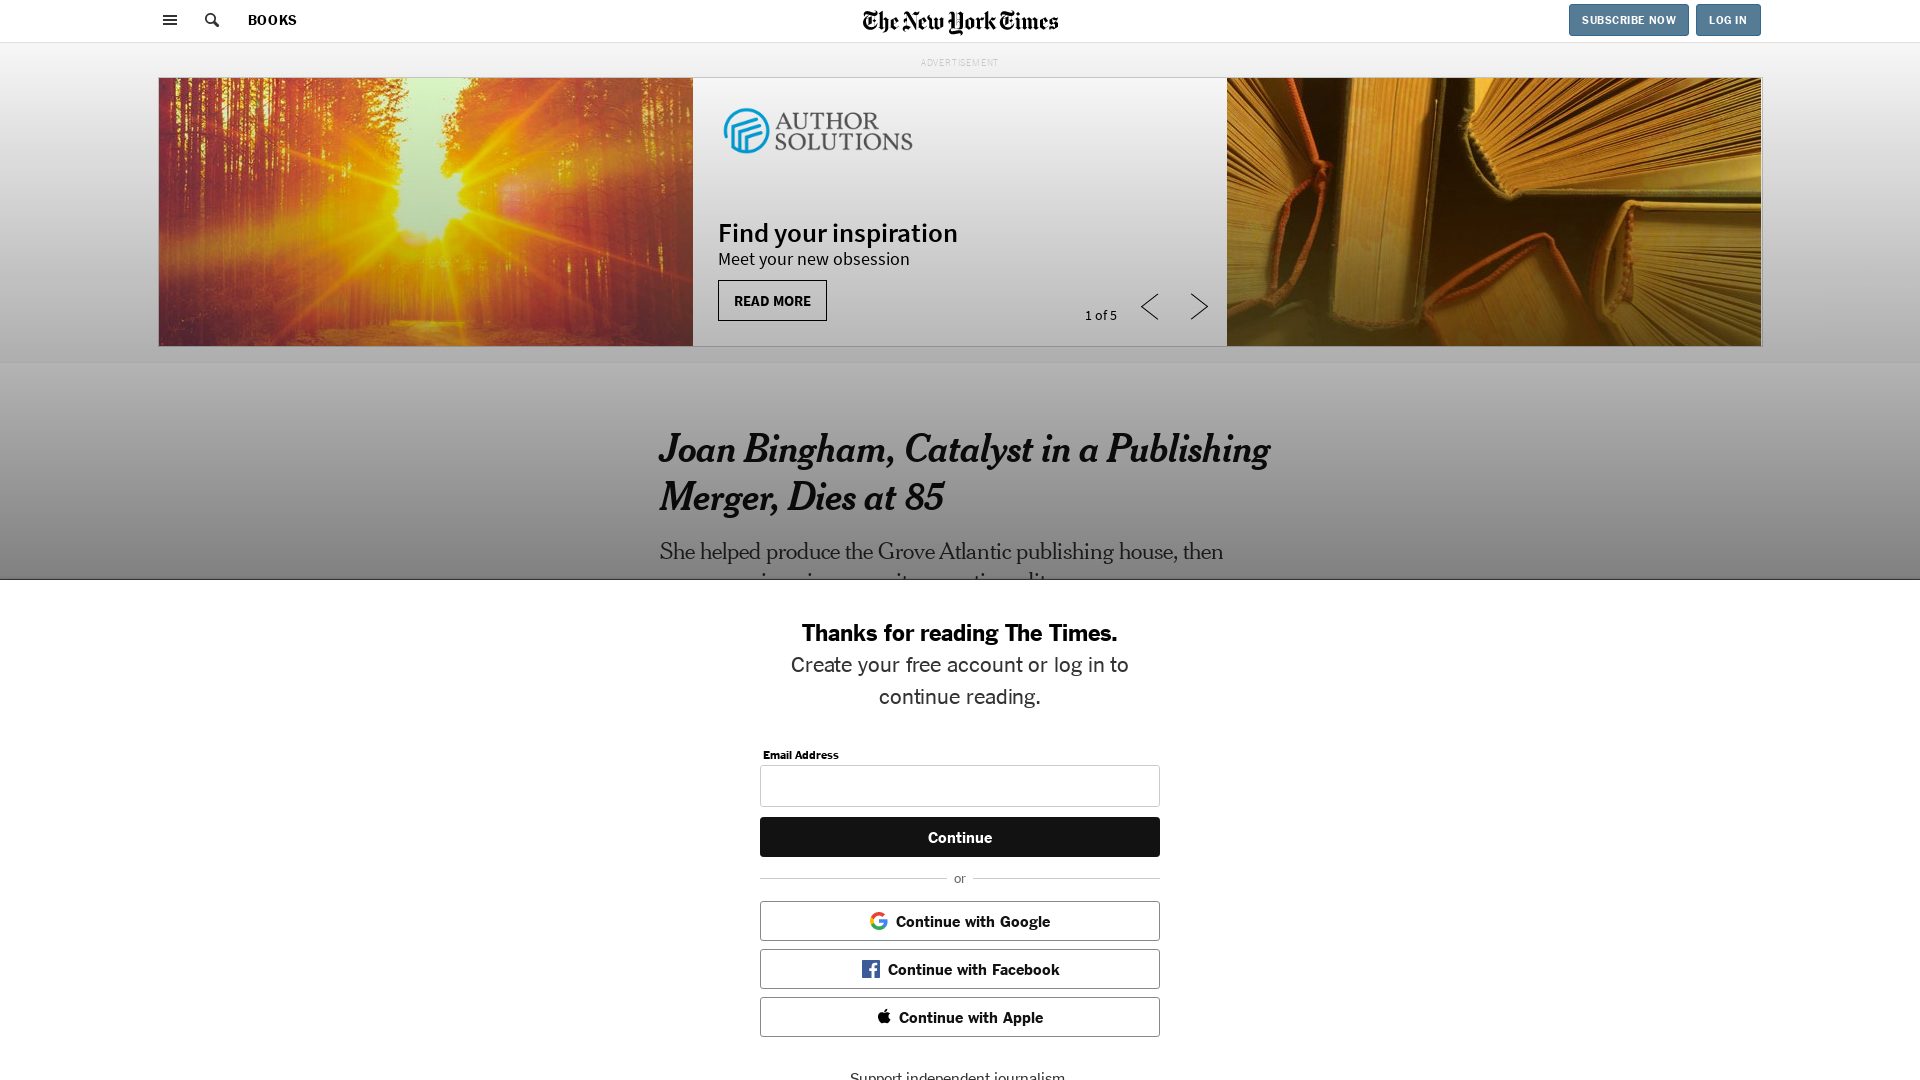 BOOKS
The New York Times
SUBSCRIBE NOW
LOG IN
ADVERTISEMENT
AUTHOR
SOLUTIONS
Find your inspiration
Meet your new obsession
READ MORE
1 of 5
Joan Bingham, Catalyst in a Publishing
Merger, Dies at 85
She helped produce the Grove Atlantic publishing house, then
Thanks for reading The Times.
Create your free account or log in to
continue reading.
Email Address
Continue
or
Continue with Google
Continue with Facebook
Continue with Apple
Support independent journalism